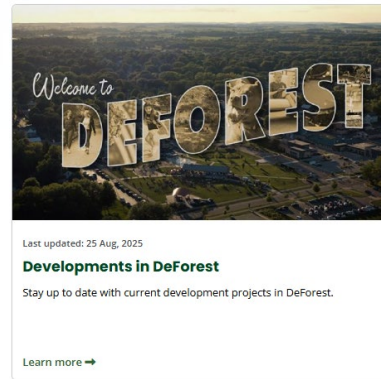 Welcome to
DEFOREST
Last updated: 25 Aug, 2025
Developments in DeForest
Stay up to date with current development projects in DeForest.
Learn more →